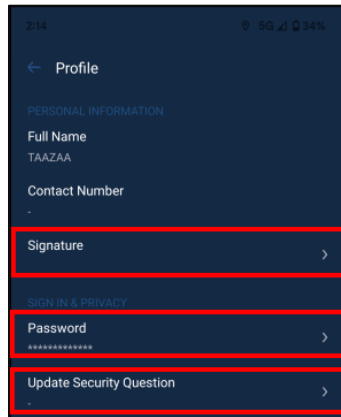 2:14 5G 34%
← Profile
PERSONAL INFORMATION
Full Name
TAAZAA
Contact Number
-
Signature
SIGN IN & PRIVACY
Password
*************
Update Security Question
-